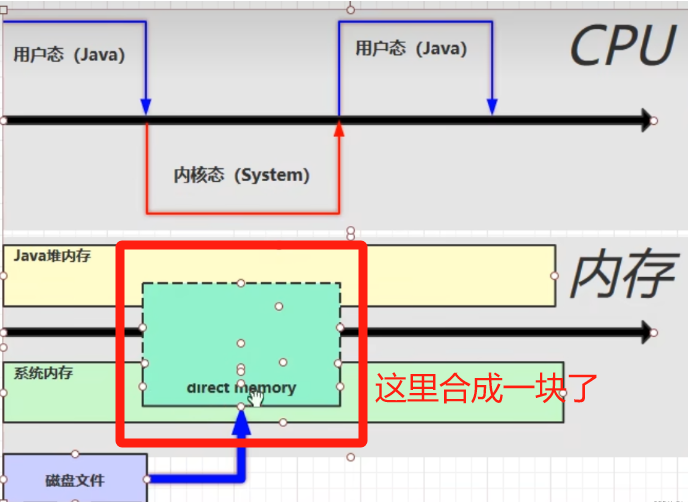 用户态（Java）
用户态（Java）
CPU
内核态（System）
Java堆内存
内存
系统内存
direct memory
这里合成一块了
磁盘文件